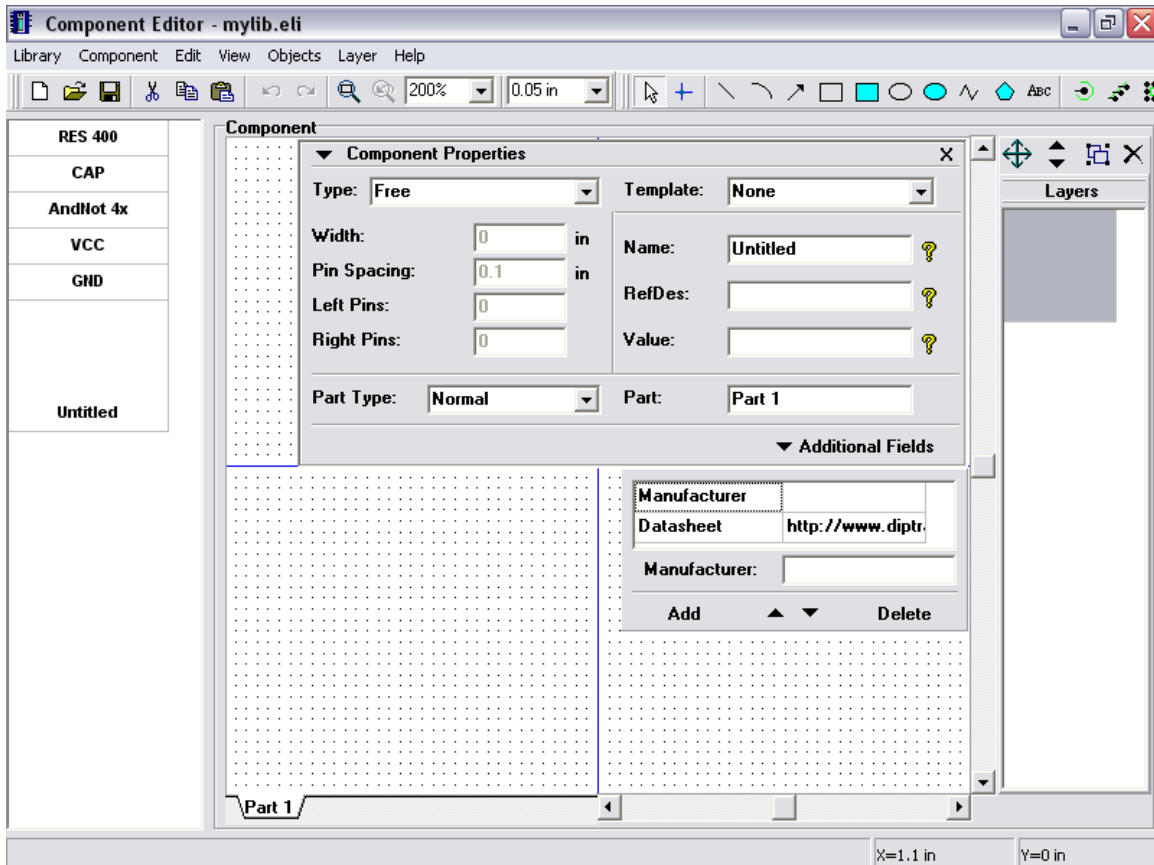 Component Editor - mylib.eli
Library Component Edit View Objects Layer Help
200% 0.05 in ABC
Component
RES 400
CAP
AndNot 4x
VCC
GND
Untitled
Component Properties X
Type: Free Template: None
Width: 0 in
Pin Spacing: 0.1 in
Left Pins: 0
Right Pins: 0
Name: Untitled ?
RefDes: ?
Value: ?
Part Type: Normal Part: Part 1
Additional Fields
Manufacturer
Datasheet http://www.diptr
Manufacturer:
Add Delete
Layers
Part 1
X=1.1 in Y=0 in